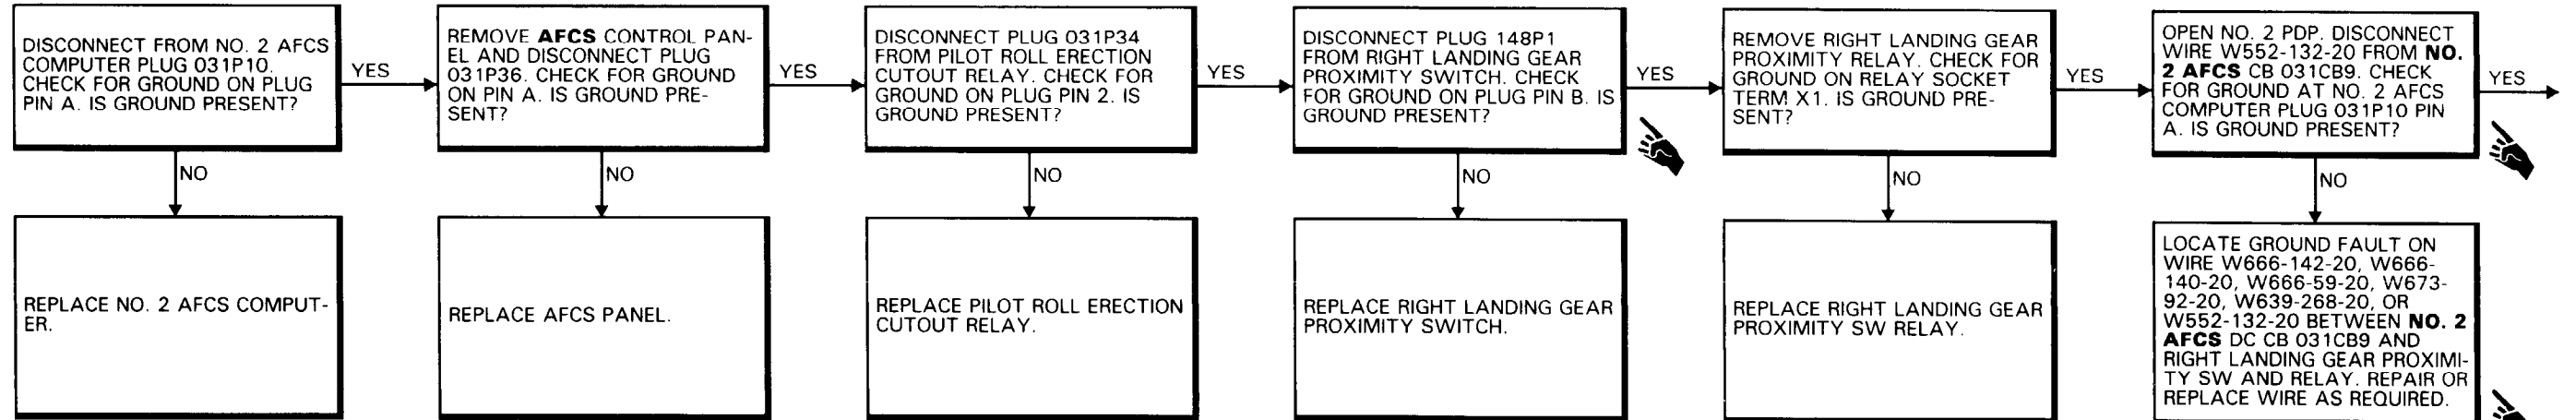 DISCONNECT FROM NO. 2 AFCS
COMPUTER PLUG 031P10.
CHECK FOR GROUND ON PLUG
PIN A. IS GROUND PRESENT?
YES
REMOVE AFCS CONTROL PAN-
EL AND DISCONNECT PLUG
031P36. CHECK FOR GROUND
ON PIN A. IS GROUND PRE-
SENT?
YES
DISCONNECT PLUG 031P34
FROM PILOT ROLL ERECTION
CUTOUT RELAY. CHECK FOR
GROUND ON PLUG PIN 2. IS
GROUND PRESENT?
YES
DISCONNECT PLUG 148P1
FROM RIGHT LANDING GEAR
PROXIMITY SWITCH. CHECK
FOR GROUND ON PLUG PIN B. IS
GROUND PRESENT?
YES
REMOVE RIGHT LANDING GEAR
PROXIMITY RELAY. CHECK FOR
GROUND ON RELAY SOCKET
TERM X1. IS GROUND PRE-
SENT?
YES
OPEN NO. 2 PDP. DISCONNECT
WIRE W552-132-20 FROM NO.
2 AFCS CB 031CB9. CHECK
FOR GROUND AT NO. 2 AFCS
COMPUTER PLUG 031P10 PIN
A. IS GROUND PRESENT?
YES
NO
NO
NO
NO
NO
NO
REPLACE NO. 2 AFCS COMPUT-
ER.
REPLACE AFCS PANEL.
REPLACE PILOT ROLL ERECTION
CUTOUT RELAY.
REPLACE RIGHT LANDING GEAR
PROXIMITY SWITCH.
REPLACE RIGHT LANDING GEAR
PROXIMITY SW RELAY.
LOCATE GROUND FAULT ON
WIRE W666-142-20, W666-
140-20, W666-59-20, W673-
92-20, W639-268-20, OR
W552-132-20 BETWEEN NO. 2
AFCS DC CB 031CB9 AND
RIGHT LANDING GEAR PROXIMI-
TY SW AND RELAY. REPAIR OR
REPLACE WIRE AS REQUIRED.